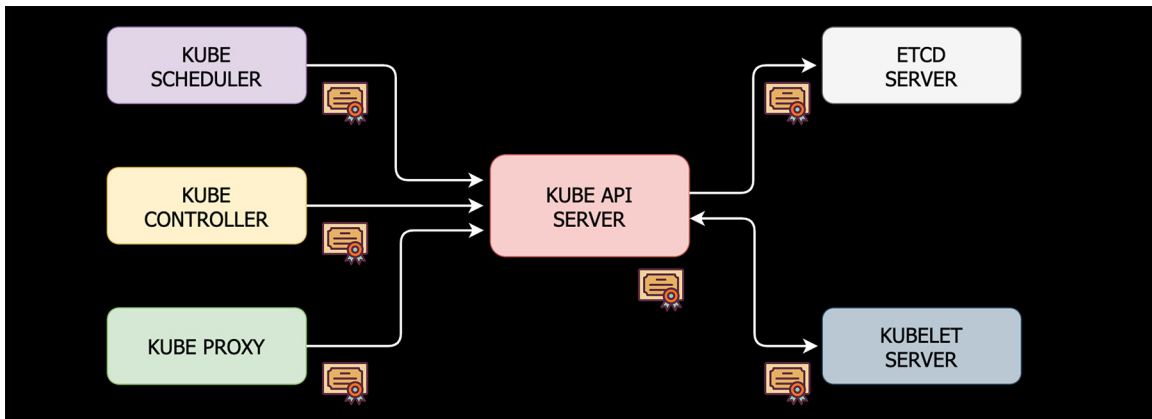 KUBE
SCHEDULER
KUBE
CONTROLLER
KUBE PROXY
KUBE API
SERVER
ETCD
SERVER
KUBELET
SERVER